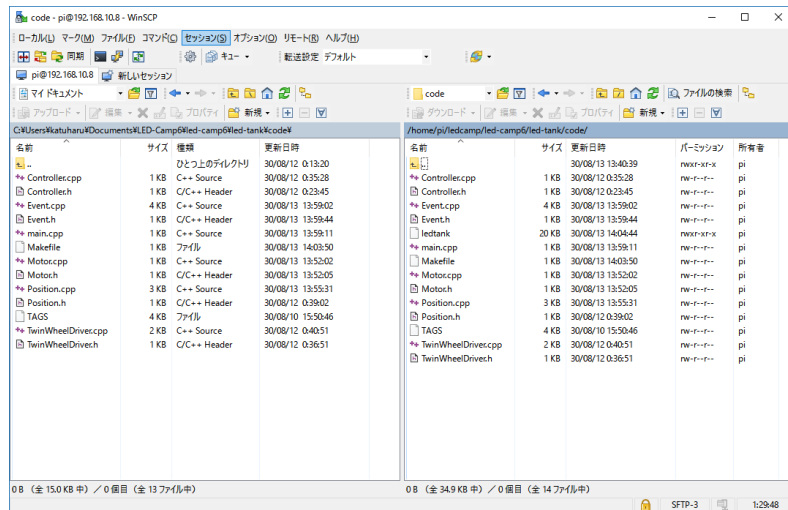 code - pi@192.168.10.8 - WinSCP
ローカル(L) マーク(M) ファイル(F) コマンド(C) セッション(S) オプション(O) リモート(R) ヘルプ(H)
同期 キュー 転送設定 デフォルト
pi@192.168.10.8 新しいセッション
マイ ドキュメント code ファイルの検索
アップロード 編集 プロパティ 新規 ダウンロード 編集 プロパティ 新規
C:¥Users¥katuharu¥Documents¥LED-Camp6¥led-camp6¥led-tank¥code¥ /home/pi/ledcamp/led-camp6/led-tank/code/
名前 サイズ 種類 更新日時 名前 サイズ 更新日時 パーミッション 所有者
.. ひとつ上のディレクトリ 30/08/12 0:13:20 .. 30/08/13 13:40:39 rwxr-xr-x pi
Controller.cpp 1 KB C++ Source 30/08/12 0:35:28 Controller.cpp 1 KB 30/08/12 0:35:28 rw-r--r-- pi
Controller.h 1 KB C/C++ Header 30/08/12 0:23:45 Controller.h 1 KB 30/08/12 0:23:45 rw-r--r-- pi
Event.cpp 4 KB C++ Source 30/08/13 13:59:02 Event.cpp 4 KB 30/08/13 13:59:02 rw-r--r-- pi
Event.h 1 KB C/C++ Header 30/08/13 13:59:44 Event.h 1 KB 30/08/13 13:59:44 rw-r--r-- pi
main.cpp 1 KB C++ Source 30/08/13 13:59:11 ledtank 20 KB 30/08/13 14:04:44 rwxr-xr-x pi
Makefile 1 KB ファイル 30/08/13 14:03:50 main.cpp 1 KB 30/08/13 13:59:11 rw-r--r-- pi
Motor.cpp 1 KB C++ Source 30/08/13 13:52:02 Makefile 1 KB 30/08/13 14:03:50 rw-r--r-- pi
Motor.h 1 KB C/C++ Header 30/08/13 13:52:05 Motor.cpp 1 KB 30/08/13 13:52:02 rw-r--r-- pi
Position.cpp 3 KB C++ Source 30/08/13 13:55:31 Motor.h 1 KB 30/08/13 13:52:05 rw-r--r-- pi
Position.h 1 KB C/C++ Header 30/08/12 0:39:02 Position.cpp 3 KB 30/08/13 13:55:31 rw-r--r-- pi
TAGS 4 KB ファイル 30/08/10 15:50:46 Position.h 1 KB 30/08/12 0:39:02 rw-r--r-- pi
TwinWheelDriver.cpp 2 KB C++ Source 30/08/12 0:40:51 TAGS 4 KB 30/08/10 15:50:46 rw-r--r-- pi
TwinWheelDriver.h 1 KB C/C++ Header 30/08/12 0:36:51 TwinWheelDriver.cpp 2 KB 30/08/12 0:40:51 rw-r--r-- pi
TwinWheelDriver.h 1 KB 30/08/12 0:36:51 rw-r--r-- pi
0 B （全 15.0 KB 中）／ 0 個目（全 13 ファイル中） 0 B （全 34.9 KB 中）／ 0 個目（全 14 ファイル中）
SFTP-3 1:29:48